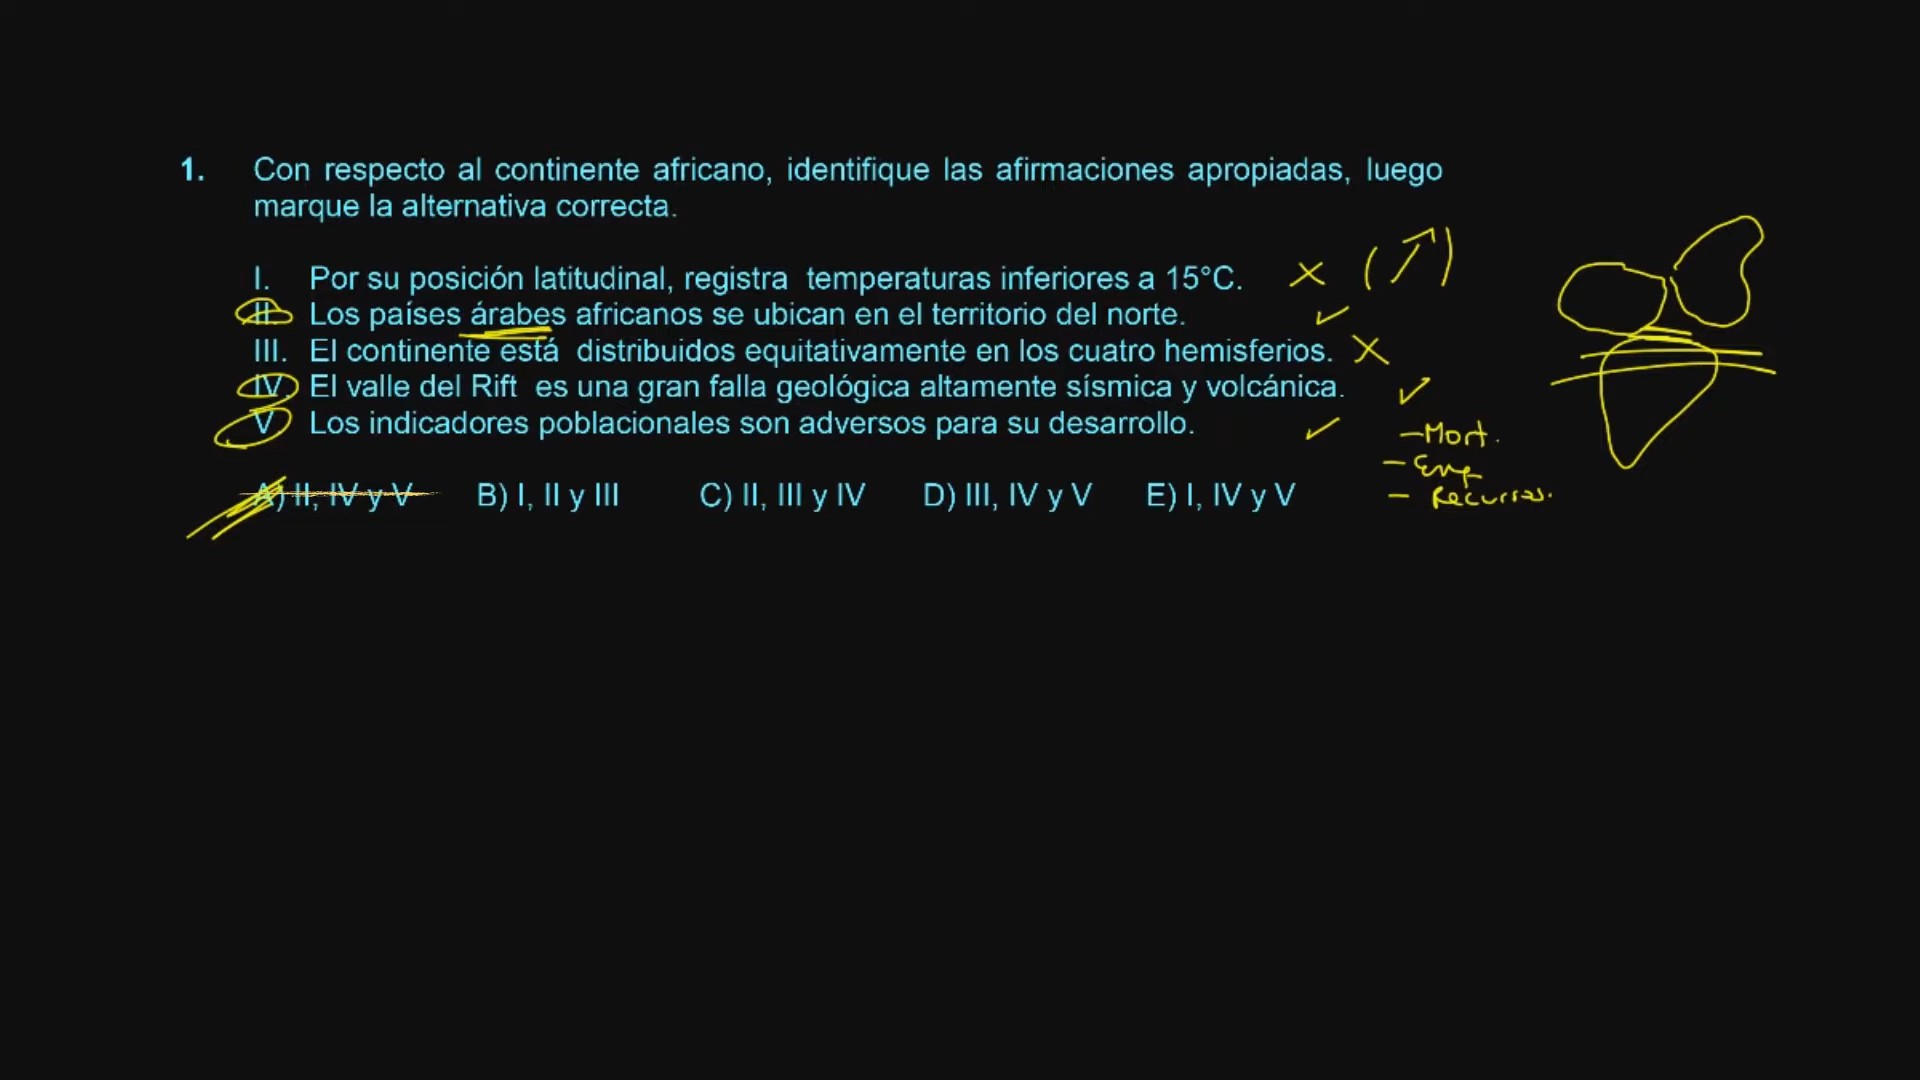 1. Con respecto al continente africano, identifique las afirmaciones apropiadas, luego
marque la alternativa correcta.
I. Por su posición latitudinal, registra temperaturas inferiores a 15°C.
II. Los países árabes africanos se ubican en el territorio del norte.
III. El continente está distribuidos equitativamente en los cuatro hemisferios.
IV. El valle del Rift es una gran falla geológica altamente sísmica y volcánica.
V Los indicadores poblacionales son adversos para su desarrollo.
- Mort.
- Recursos.
A) II, IV y V B) I, II y III C) II, III y IV D) III, IV y V E) I, IV y V